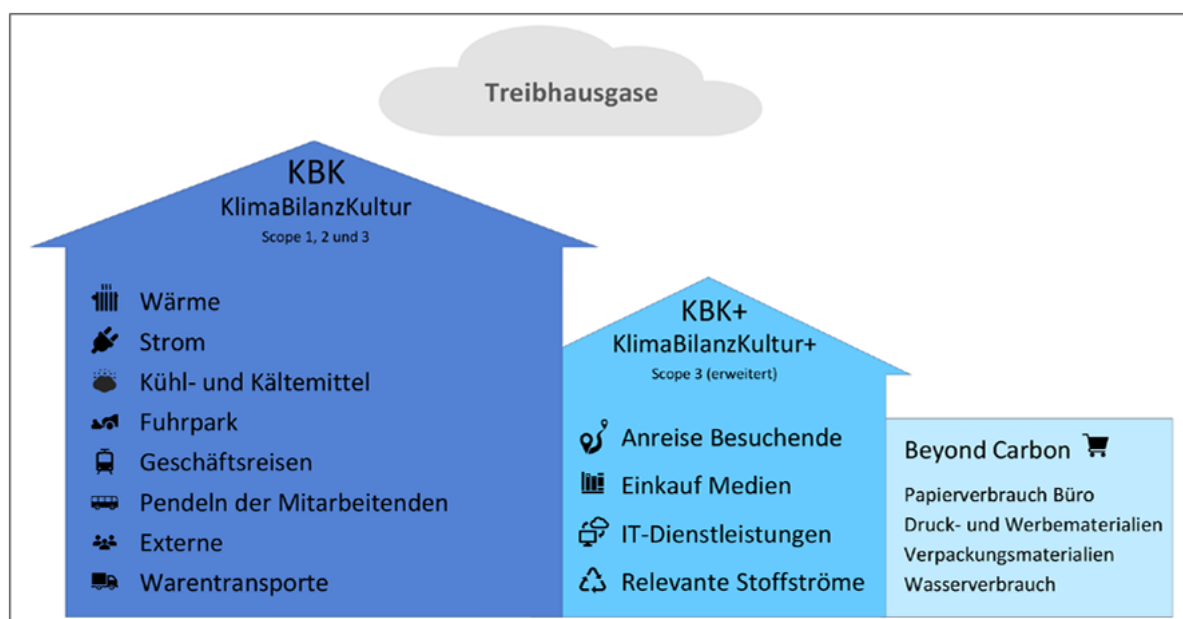 Treibhausgase
KBK
KlimaBilanzKultur
Scope 1, 2 und 3
Wärme
Strom
Kühl- und Kältemittel
Fuhrpark
Geschäftsreisen
Pendeln der Mitarbeitenden
Externe
Warentransporte
KBK+
KlimaBilanzKultur+
Scope 3 (erweitert)
Anreise Besuchende
Einkauf Medien
IT-Dienstleistungen
Relevante Stoffströme
Beyond Carbon
Papierverbrauch Büro
Druck- und Werbematerialien
Verpackungsmaterialien
Wasserverbrauch